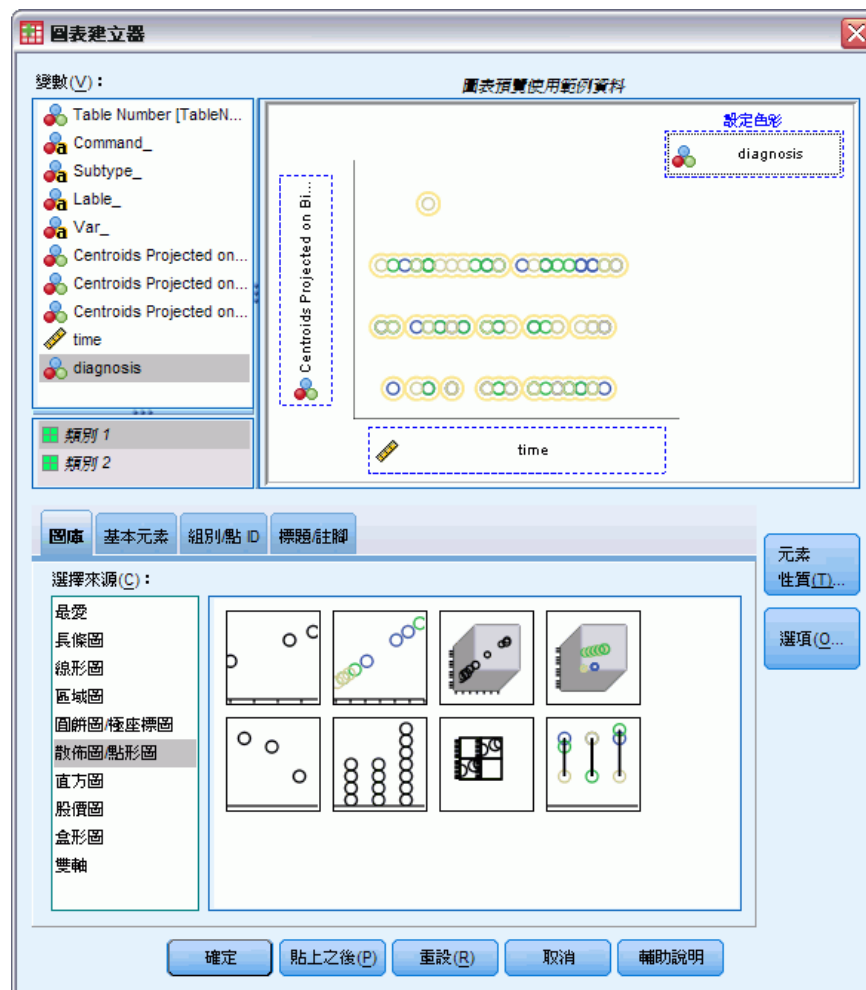 圖表建立器
變數(V)：
圖表預覽使用範例資料
Table Number [TableN...
Command_
Subtype_
Lable_
Var_
Centroids Projected on...
Centroids Projected on...
Centroids Projected on...
time
diagnosis
類別 1
類別 2
設定色彩
diagnosis
Centroids Projected on Bi...
time
圖庫
基本元素
組別/點 ID
標題/註腳
選擇來源(C)：
最愛
長條圖
線形圖
區域圖
圓餅圖/極座標圖
散佈圖/點形圖
直方圖
股價圖
盒形圖
雙軸
元素
性質(T)...
選項(O...
確定
貼上之後(P)
重設(R)
取消
輔助說明